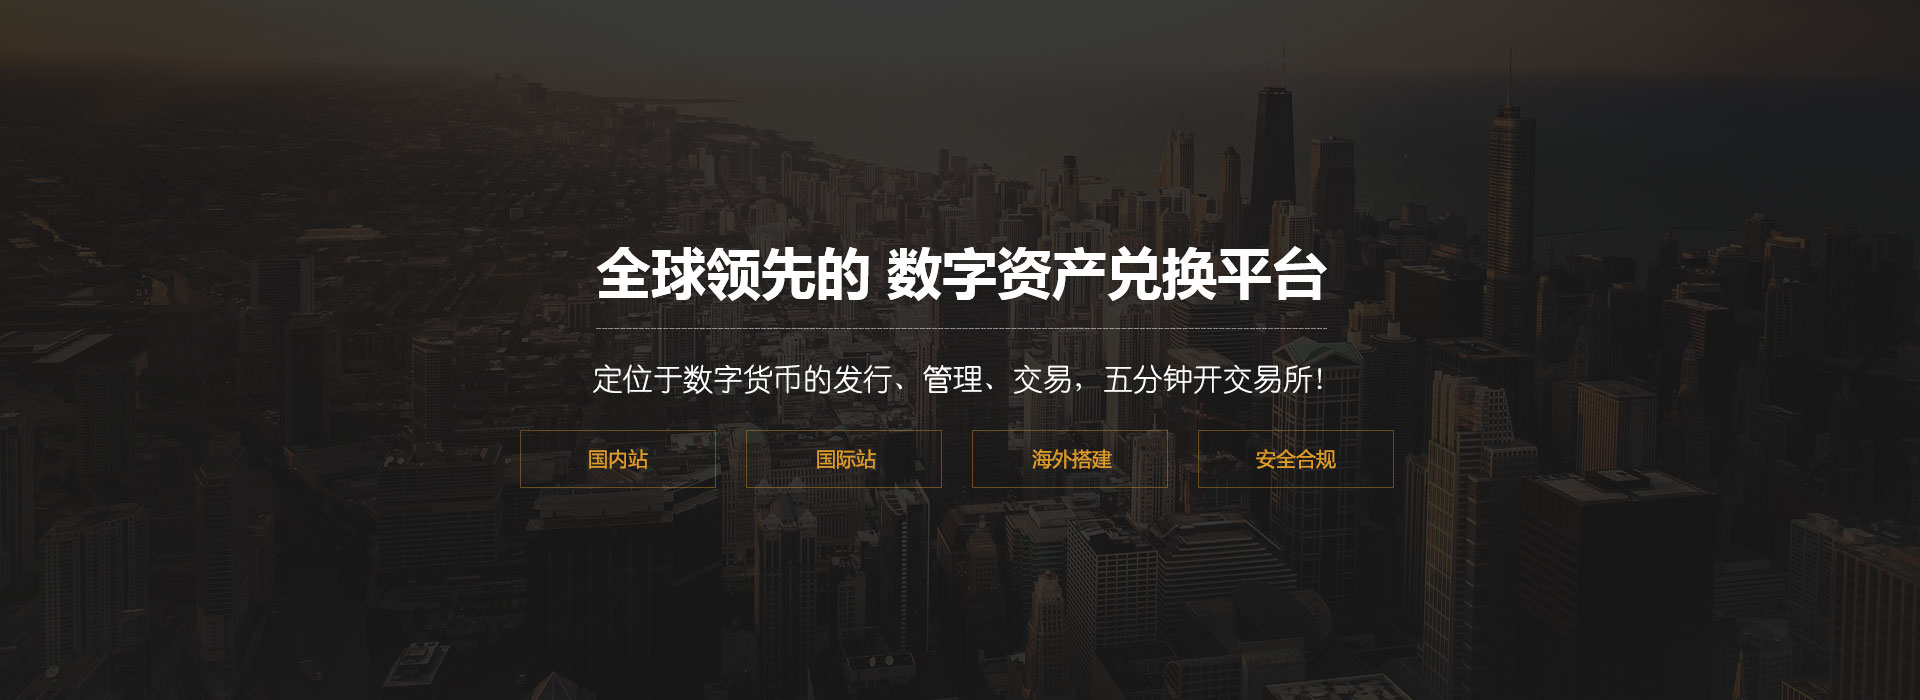 全球领先的 数字资产兑换平台
定位于数字货币的发行、管理、交易，五分钟开交易所！
国内站
国际站
海外搭建
安全合规